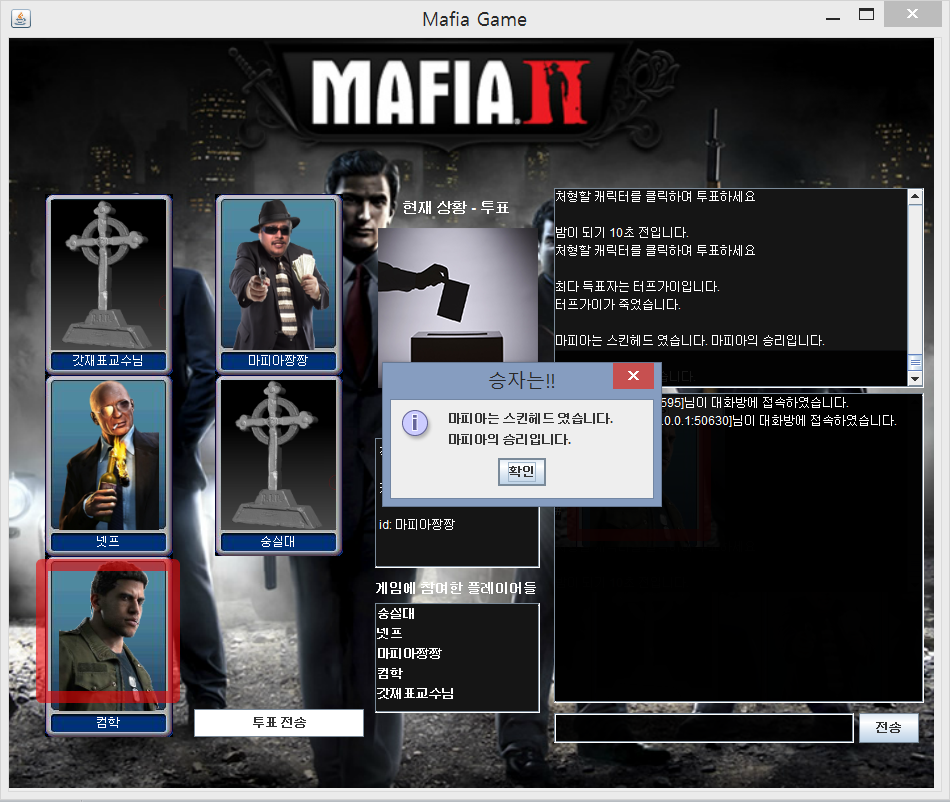 Mafia Game
MAFIA II
현재 상황 - 투표
갓재표교수님
마피아짱짱
넷프
숭실대
컴학
투표 전송
처형할 캐릭터를 클릭하여 투표하세요
밤이 되기 10초 전입니다.
처형할 캐릭터를 클릭하여 투표하세요
최다 득표자는 터프가이입니다.
터프가이가 죽었습니다.
마피아는 스킨헤드 였습니다. 마피아의 승리입니다.
승자는!!
마피아는 스킨헤드 였습니다.
마피아의 승리입니다.
확인
595]님이 대화방에 접속하였습니다.
.0.0.1:50630]님이 대화방에 접속하였습니다.
id: 마피아짱짱
게임에 참여한 플레이어들
숭실대
넷프
마피아짱짱
컴학
갓재표교수님
전송